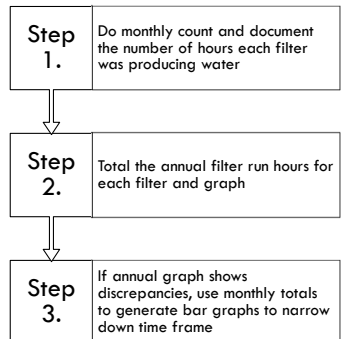 Step
1.
Do monthly count and document
the number of hours each filter
was producing water
Step
2.
Total the annual filter run hours for
each filter and graph
Step
3.
If annual graph shows
discrepancies, use monthly totals
to generate bar graphs to narrow
down time frame